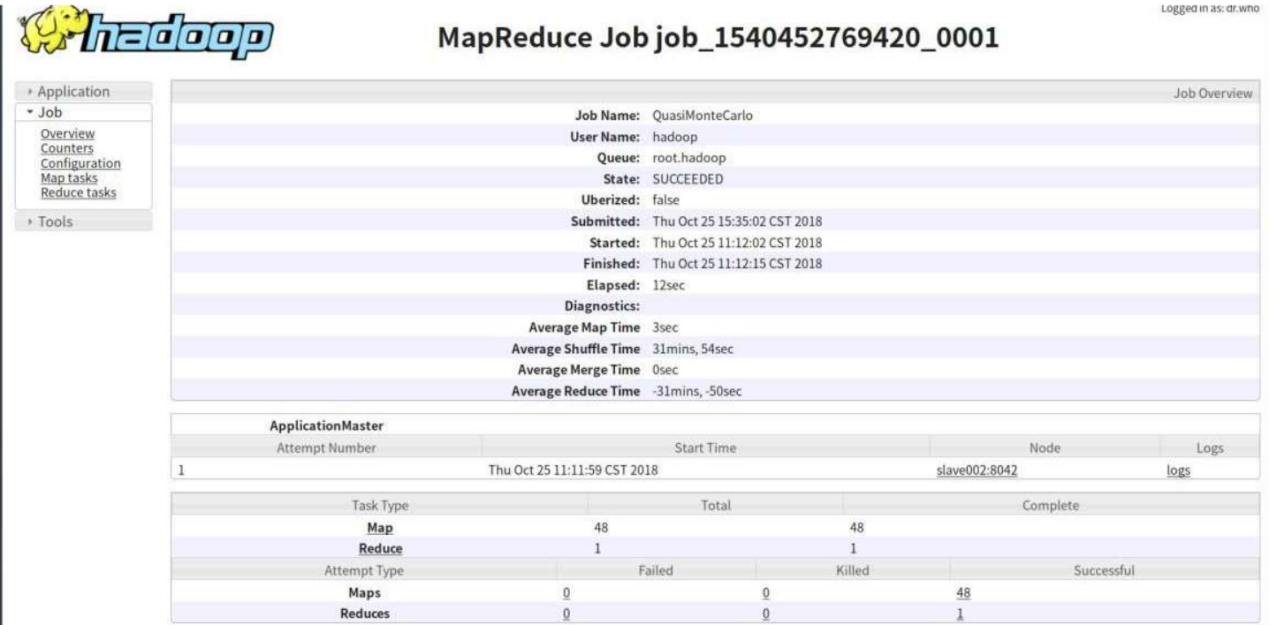 Logged in as: dr.who
hadoop
MapReduce Job job_1540452769420_0001
Application
Job
Overview
Counters
Configuration
Map tasks
Reduce tasks
Tools
Job Overview
Job Name: QuasiMonteCarlo
User Name: hadoop
Queue: root.hadoop
State: SUCCEEDED
Uberized: false
Submitted: Thu Oct 25 15:35:02 CST 2018
Started: Thu Oct 25 11:12:02 CST 2018
Finished: Thu Oct 25 11:12:15 CST 2018
Elapsed: 12sec
Diagnostics:
Average Map Time 3sec
Average Shuffle Time 31mins, 54sec
Average Merge Time 0sec
Average Reduce Time -31mins, -50sec
ApplicationMaster
Attempt Number Start Time Node Logs
1 Thu Oct 25 11:11:59 CST 2018 slave002:8042 logs
Task Type Total Complete
Map 48 48
Reduce 1 1
Attempt Type Failed Killed Successful
Maps 0 0 48
Reduces 0 0 1